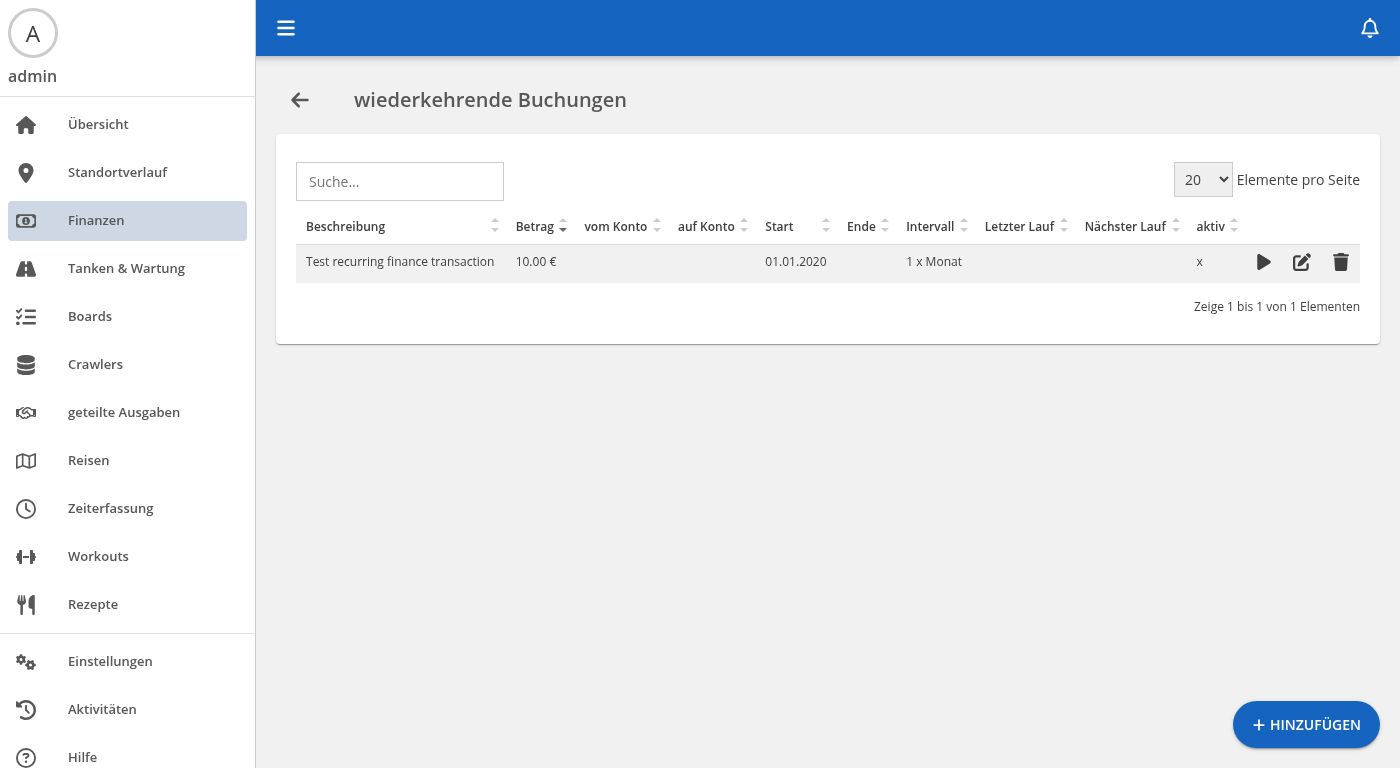 A
admin
Übersicht
Standortverlauf
Finanzen
Tanken & Wartung
Boards
Crawlers
geteilte Ausgaben
Reisen
Zeiterfassung
Workouts
Rezepte
Einstellungen
Aktivitäten
Hilfe
wiederkehrende Buchungen
Suche...
20 Elemente pro Seite
Beschreibung Betrag vom Konto auf Konto Start Ende Intervall Letzter Lauf Nächster Lauf aktiv
Test recurring finance transaction 10.00 € 01.01.2020 1 x Monat x
Zeige 1 bis 1 von 1 Elementen
+ HINZUFÜGEN